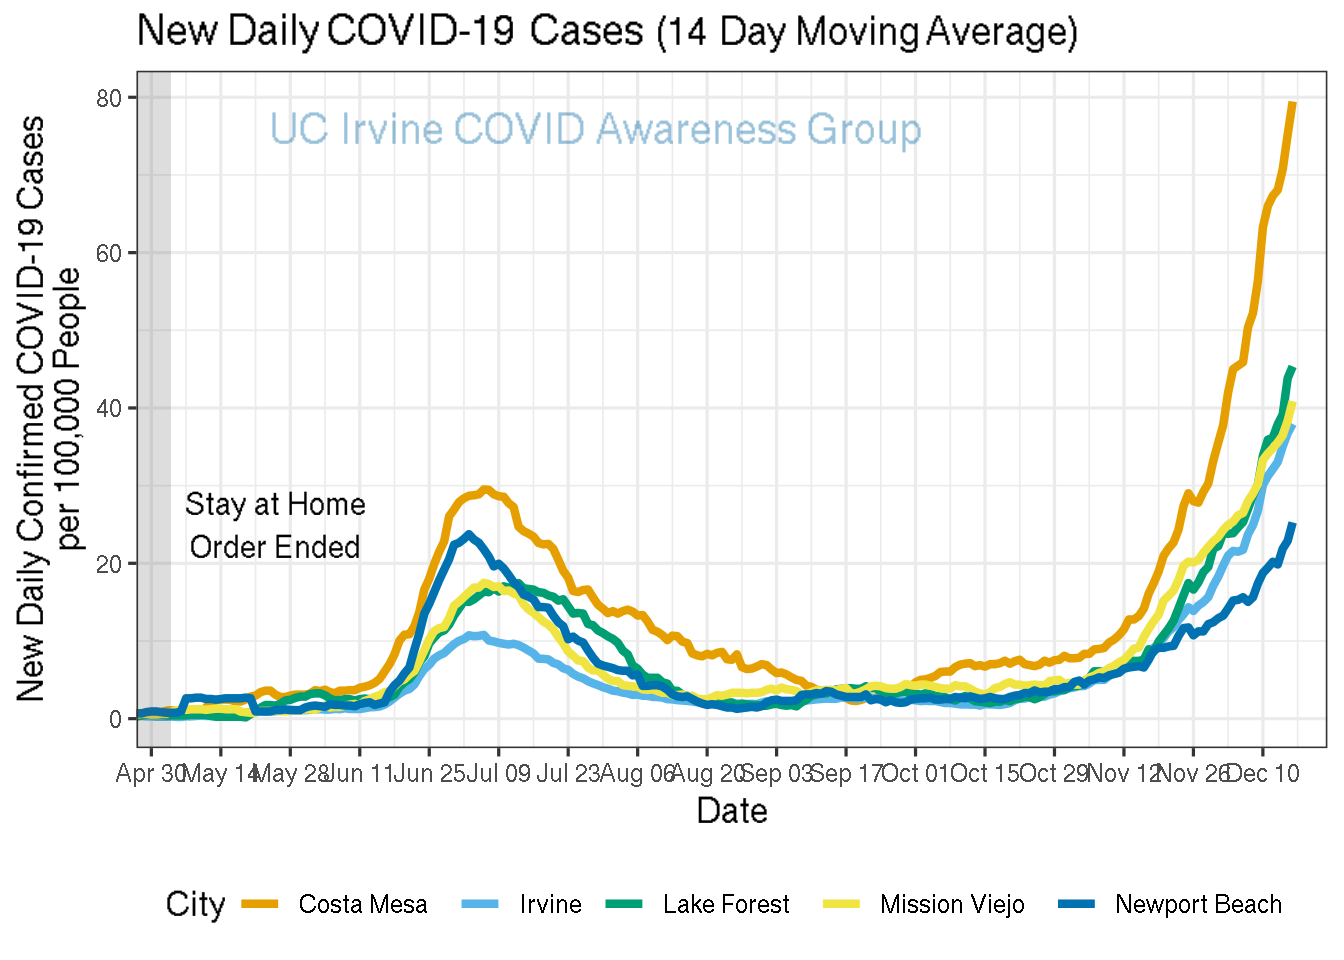 New Daily COVID-19 Cases (14 Day Moving Average)
UC Irvine COVID Awareness Group
New Daily Confirmed COVID-19 Cases
per 100,000 People
80
60
40
20
0
Stay at Home
Order Ended
Apr 30 May 14 May 28 Jun 11 Jun 25 Jul 09 Jul 23 Aug 06 Aug 20 Sep 03 Sep 17 Oct 01 Oct 15 Oct 29 Nov 12 Nov 26 Dec 10
Date
City Costa Mesa Irvine Lake Forest Mission Viejo Newport Beach